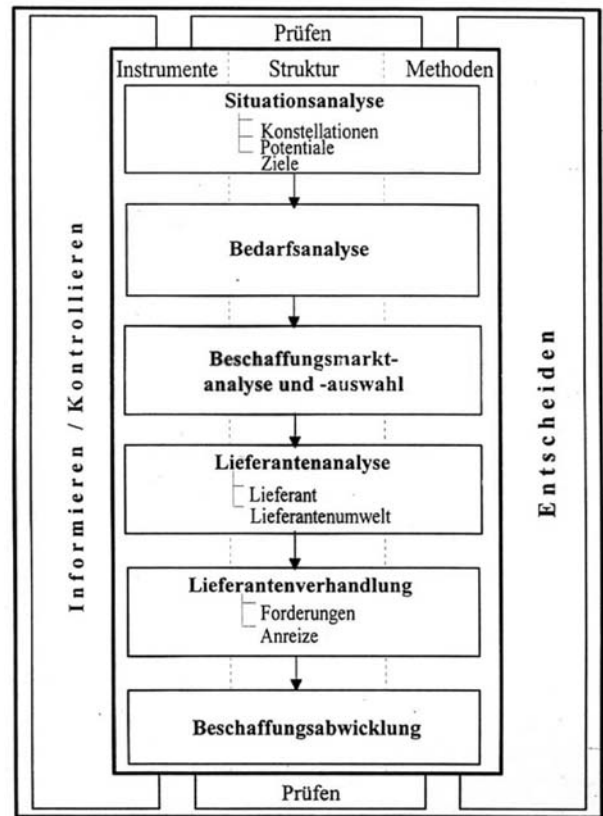 Prüfen
Instrumente Struktur Methoden
Situationsanalyse
Konstellationen
Potentiale
Ziele
Bedarfsanalyse
Beschaffungsmarkt-
analyse und -auswahl
Lieferantenanalyse
Lieferant
Lieferantenumwelt
Lieferantenverhandlung
Forderungen
Anreize
Beschaffungsabwicklung
Prüfen
Informieren / Kontrollieren
Entscheiden